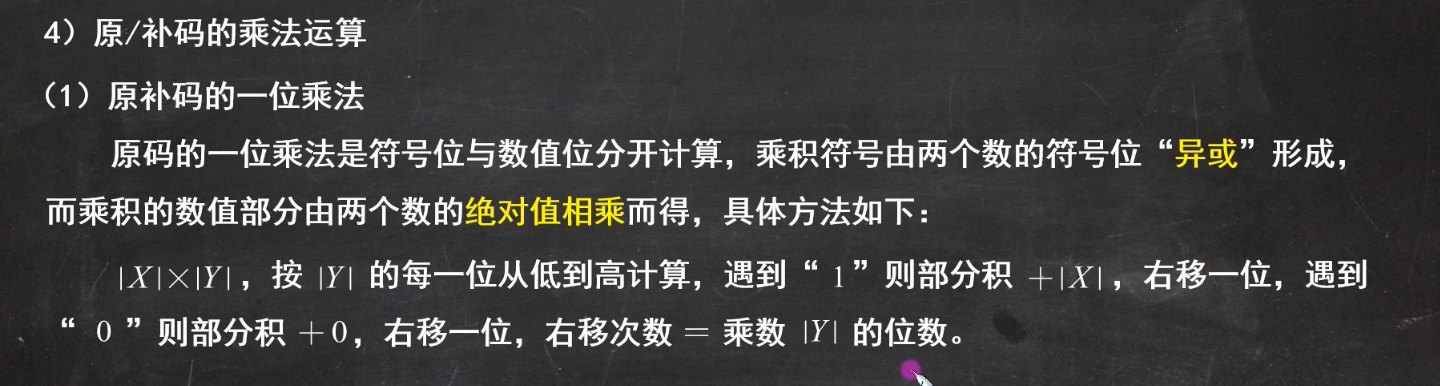 4）原/补码的乘法运算
（1）原补码的一位乘法
原码的一位乘法是符号位与数值位分开计算，乘积符号由两个数的符号位“异或”形成，
而乘积的数值部分由两个数的绝对值相乘而得，具体方法如下：
|X|×|Y|，按 |Y| 的每一位从低到高计算，遇到“ 1 ”则部分积 +|X|，右移一位，遇到
“ 0 ”则部分积 +0，右移一位，右移次数 = 乘数 |Y| 的位数。